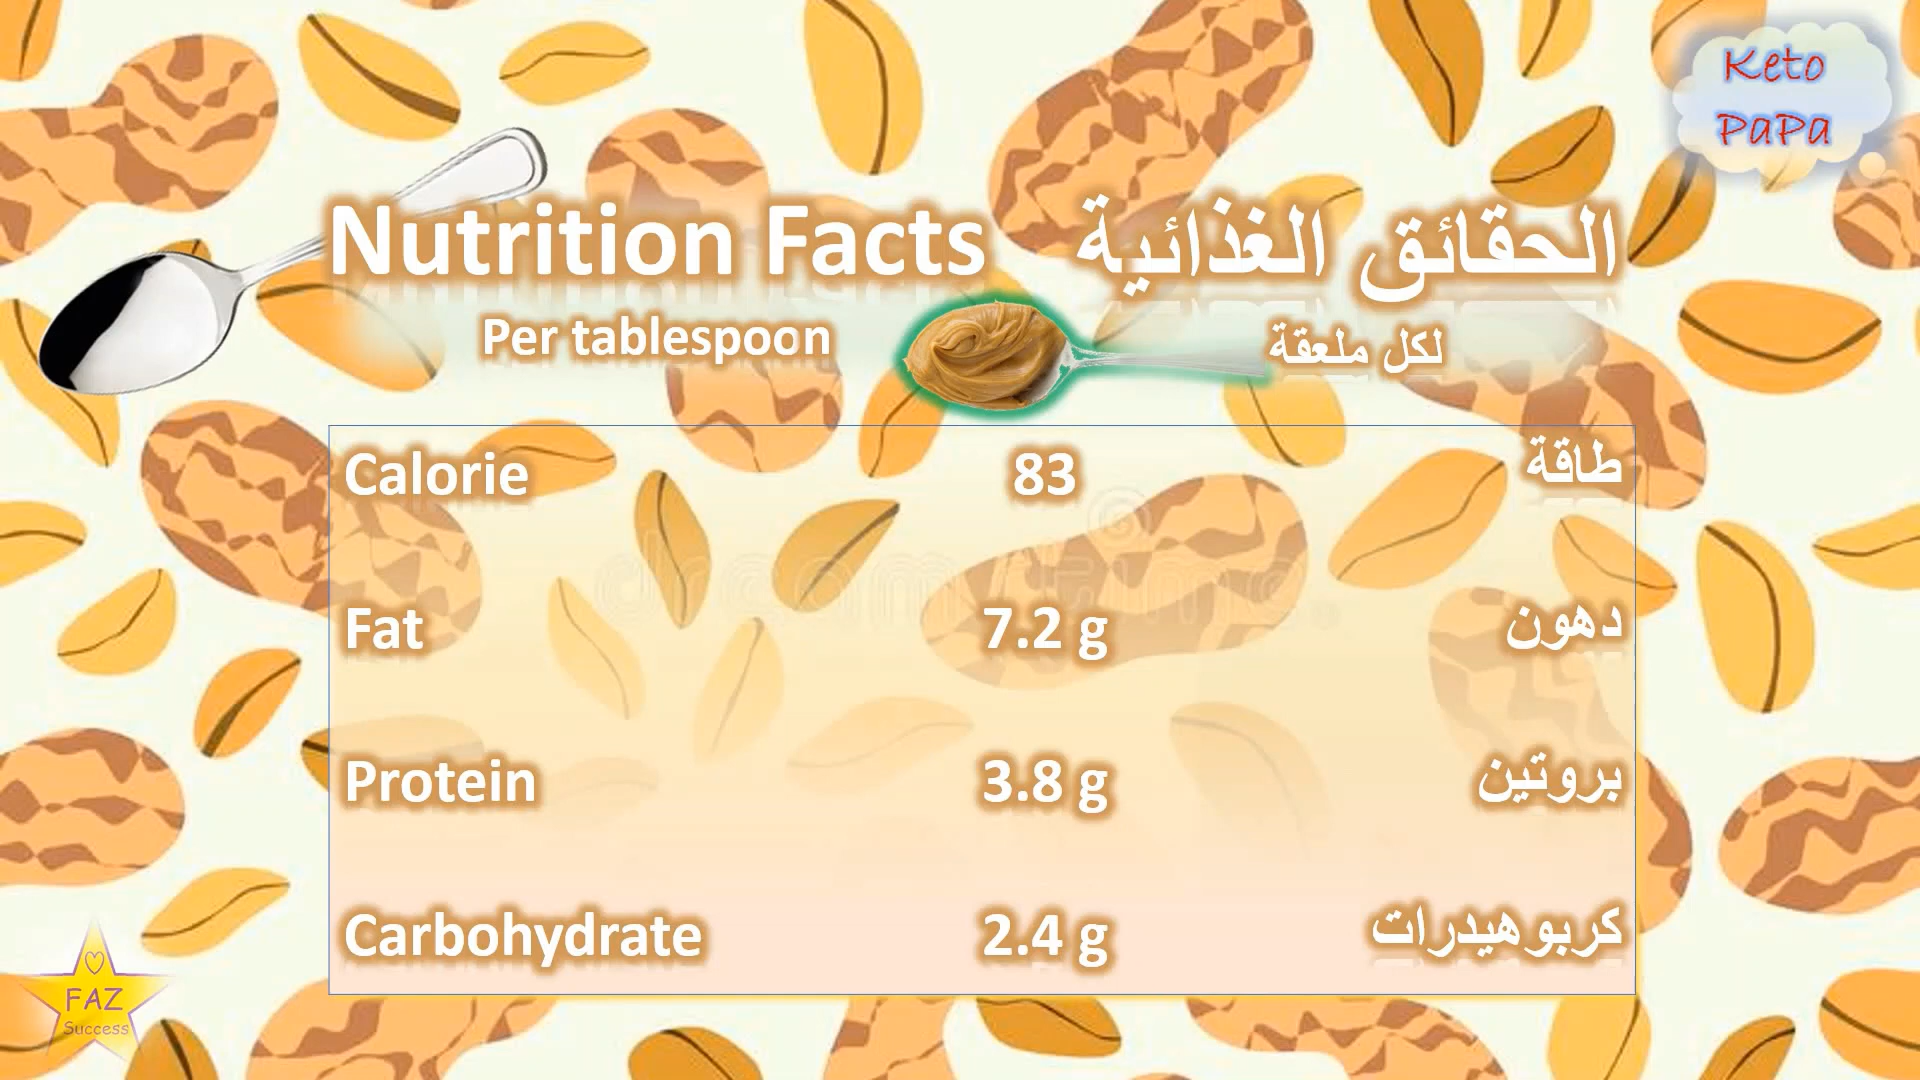 Keto
PaPa
Nutrition Facts
الحقائق الغذائية
Per tablespoon
لكل ملعقة
Calorie 83 طاقة
Fat 7.2 g دهون
Protein 3.8 g بروتين
Carbohydrate 2.4 g كربوهيدرات
dreamstime.
FAZ
Success